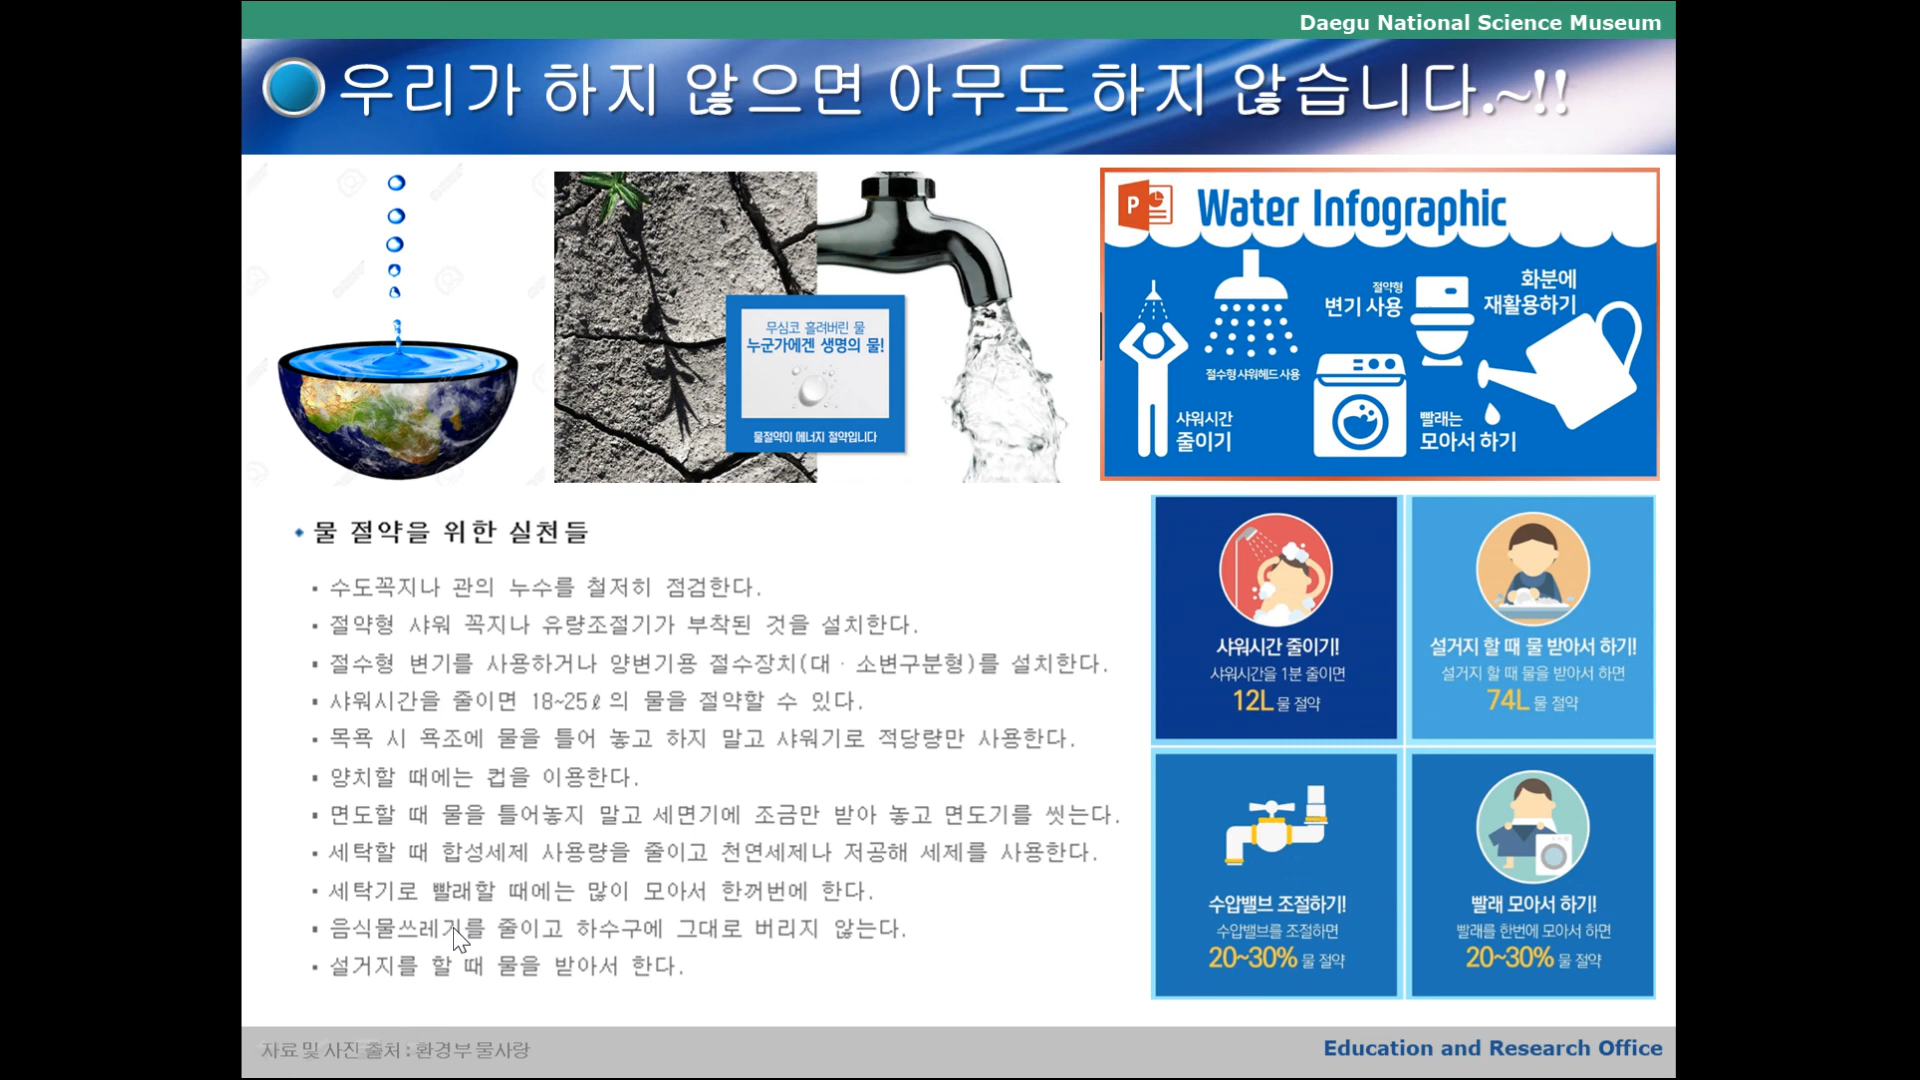 Daegu National Science Museum
우리가 하지 않으면 아무도 하지 않습니다.~!!
무심코 흘려버린 물
누군가에겐 생명의 물!
물절약이 에너지 절약입니다
P
Water Infographic
절약형
변기 사용
화분에
재활용하기
절수형샤워헤드사용
샤워시간
줄이기
빨래는
모아서 하기
물 절약을 위한 실천들
수도꼭지나 관의 누수를 철저히 점검한다.
절약형 샤워 꼭지나 유량조절기가 부착된 것을 설치한다.
절수형 변기를 사용하거나 양변기용 절수장치(대 · 소변구분형)를 설치한다.
샤워시간을 줄이면 18~25ℓ의 물을 절약할 수 있다.
목욕 시 욕조에 물을 틀어 놓고 하지 말고 샤워기로 적당량만 사용한다.
양치할 때에는 컵을 이용한다.
면도할 때 물을 틀어놓지 말고 세면기에 조금만 받아 놓고 면도기를 씻는다.
세탁할 때 합성세제 사용량을 줄이고 천연세제나 저공해 세제를 사용한다.
세탁기로 빨래할 때에는 많이 모아서 한꺼번에 한다.
음식물쓰레기를 줄이고 하수구에 그대로 버리지 않는다.
설거지를 할 때 물을 받아서 한다.
샤워시간 줄이기!
샤워시간을 1분 줄이면
12L 물 절약
설거지 할 때 물 받아서 하기!
설거지 할 때 물을 받아서 하면
74L 물 절약
수압밸브 조절하기!
수압밸브를 조절하면
20~30% 물 절약
빨래 모아서 하기!
빨래를 한번에 모아서 하면
20~30% 물 절약
자료 및 사진 출처 : 환경부 물사랑
Education and Research Office